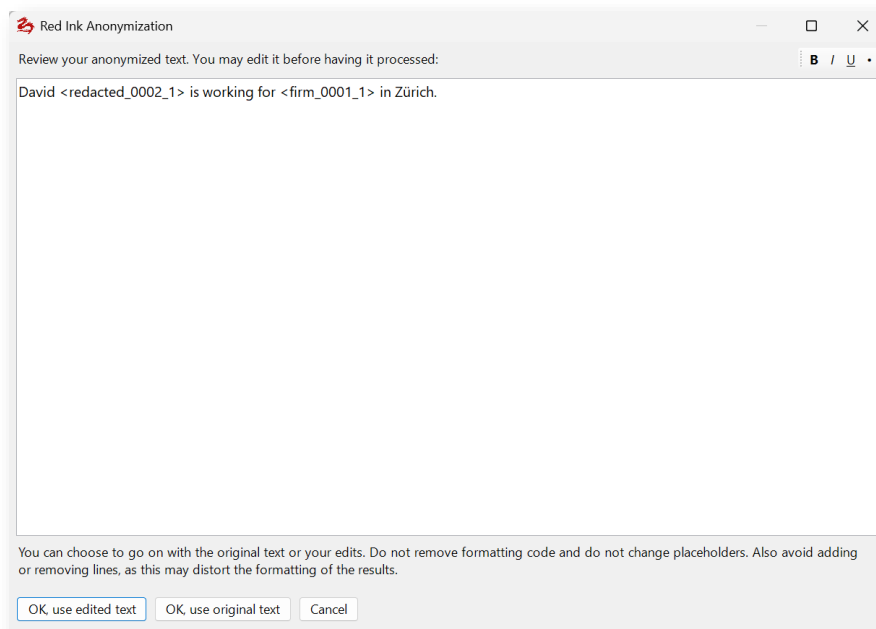 Red Ink Anonymization
Review your anonymized text. You may edit it before having it processed:
B I U •
David <redacted_0002_1> is working for <firm_0001_1> in Zürich.
You can choose to go on with the original text or your edits. Do not remove formatting code and do not change placeholders. Also avoid adding
or removing lines, as this may distort the formatting of the results.
OK, use edited text OK, use original text Cancel